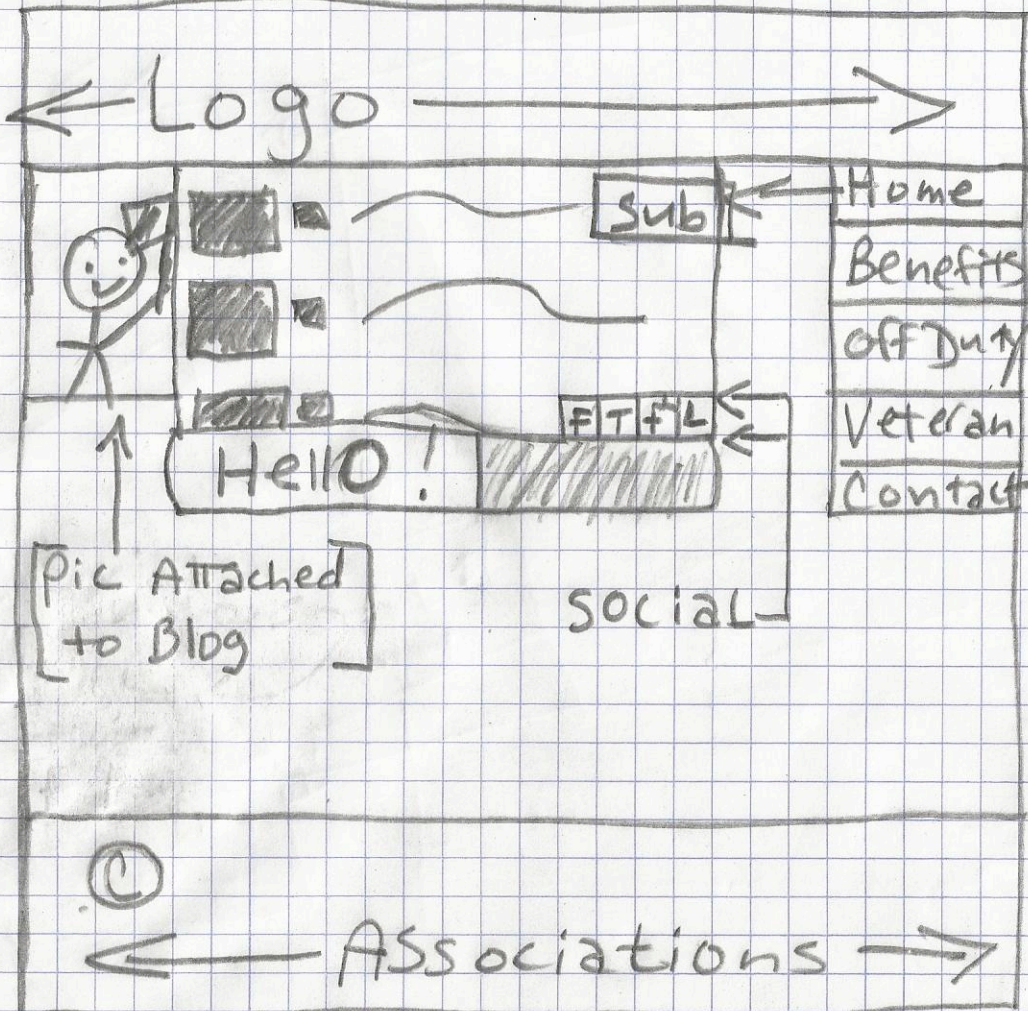 Logo
Sub
Home
Benefits
Off Duty
Veteran
Contact
F T f L
Hello !
Pic Attached
to Blog
Social
©
Associations